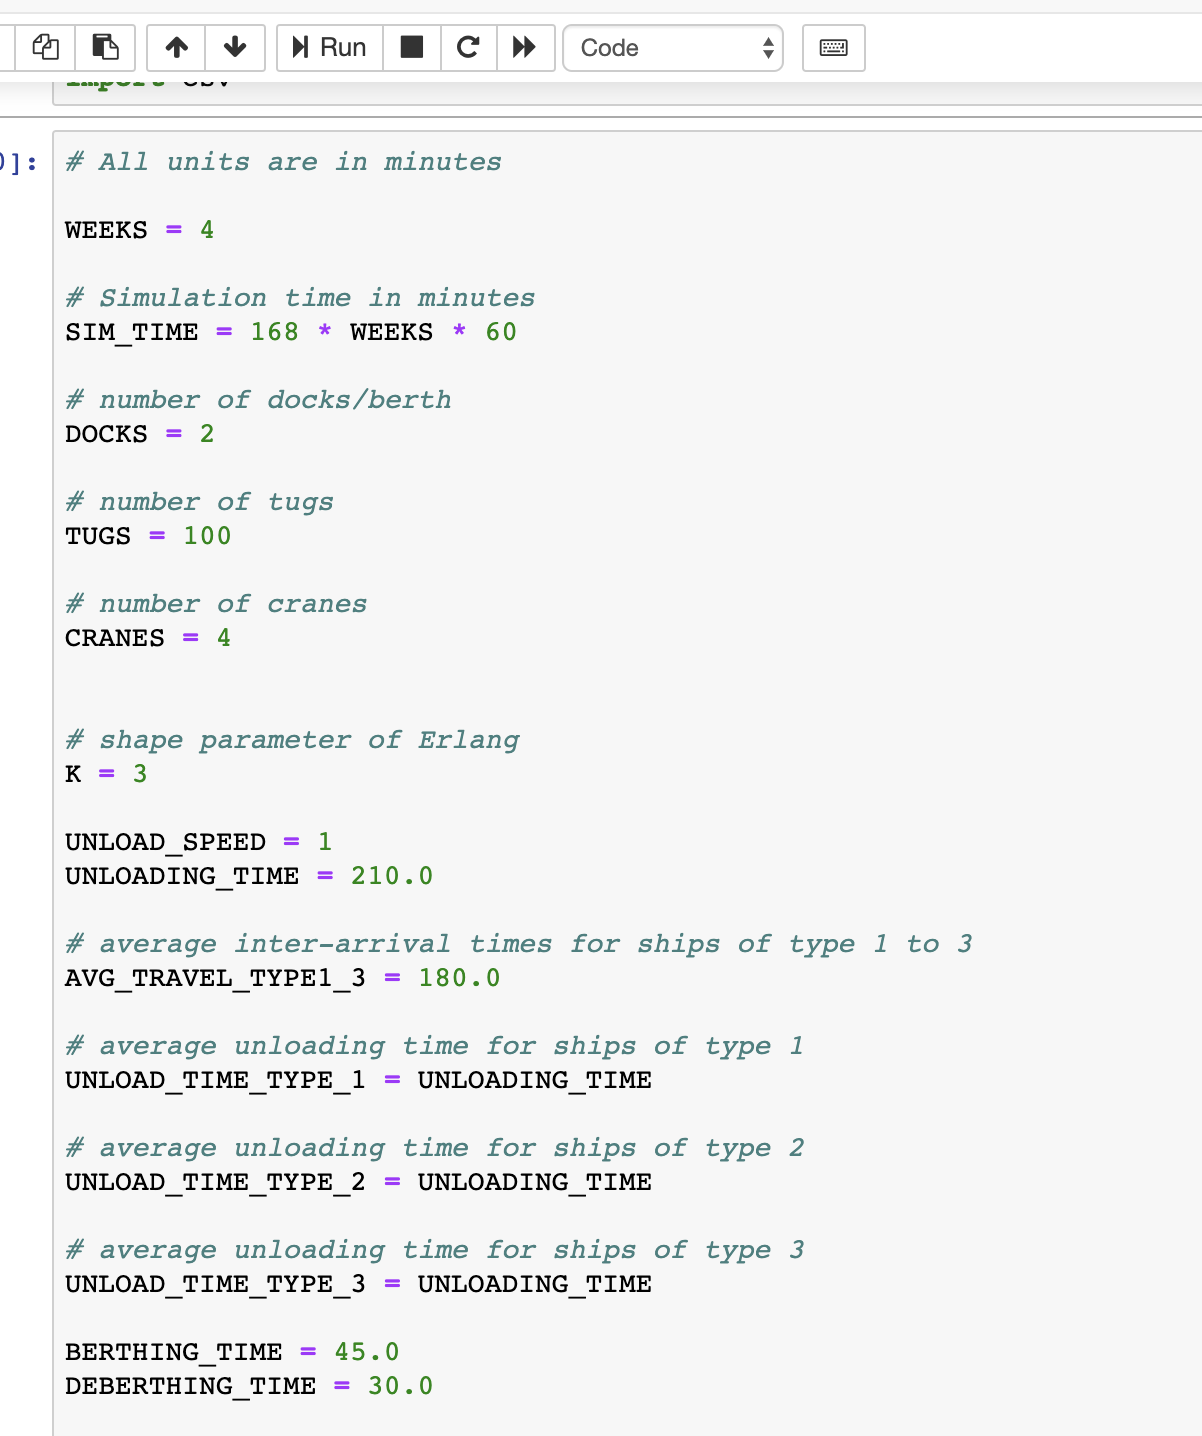 Run Code
import csv
]:
# All units are in minutes
WEEKS = 4
# Simulation time in minutes
SIM_TIME = 168 * WEEKS * 60
# number of docks/berth
DOCKS = 2
# number of tugs
TUGS = 100
# number of cranes
CRANES = 4
# shape parameter of Erlang
K = 3
UNLOAD_SPEED = 1
UNLOADING_TIME = 210.0
# average inter-arrival times for ships of type 1 to 3
AVG_TRAVEL_TYPE1_3 = 180.0
# average unloading time for ships of type 1
UNLOAD_TIME_TYPE_1 = UNLOADING_TIME
# average unloading time for ships of type 2
UNLOAD_TIME_TYPE_2 = UNLOADING_TIME
# average unloading time for ships of type 3
UNLOAD_TIME_TYPE_3 = UNLOADING_TIME
BERTHING_TIME = 45.0
DEBERTHING_TIME = 30.0